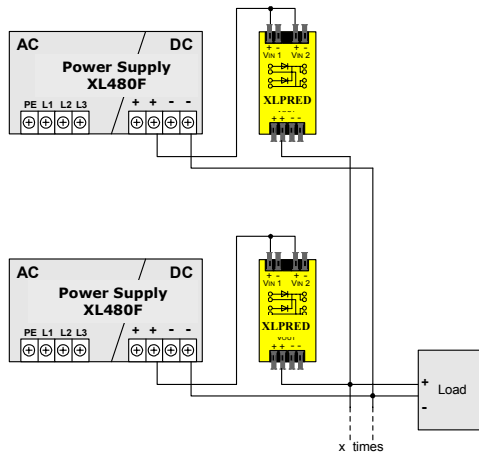 AC DC
Power Supply
XL480F
PE L1 L2 L3 + + - -
+ - + -
VIN 1 VIN 2
XLPRED
+ + - -
AC DC
Power Supply
XL480F
PE L1 L2 L3 + + - -
+ - + -
VIN 1 VIN 2
XLPRED
VOUT
+ + - -
+
-
Load
x times